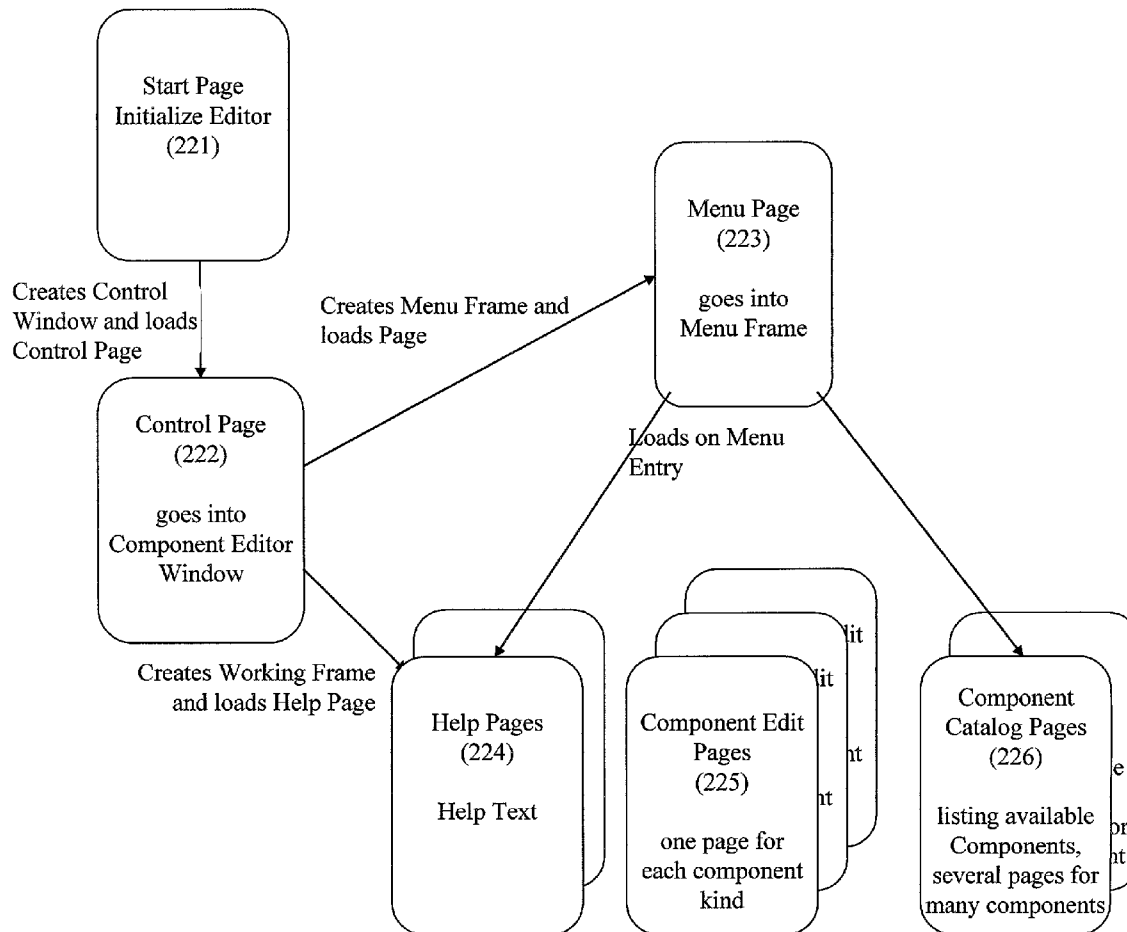 Start Page
Initialize Editor
(221)
Creates Control
Window and loads
Control Page
Creates Menu Frame and
loads Page
Menu Page
(223)
goes into
Menu Frame
Control Page
(222)
goes into
Component Editor
Window
Loads on Menu
Entry
Creates Working Frame
and loads Help Page
Help Pages
(224)
Help Text
Component Edit
Pages
(225)
one page for
each component
kind
Component
Catalog Pages
(226)
listing available
Components,
several pages for
many components